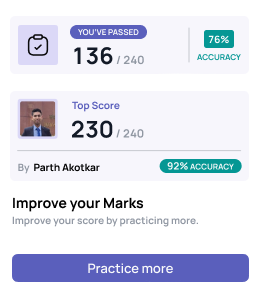 YOU'VE PASSED
136 / 240
76%
ACCURACY
Top Score
230 / 240
By Parth Akotkar
92% ACCURACY
Improve your Marks
Improve your score by practicing more.
Practice more